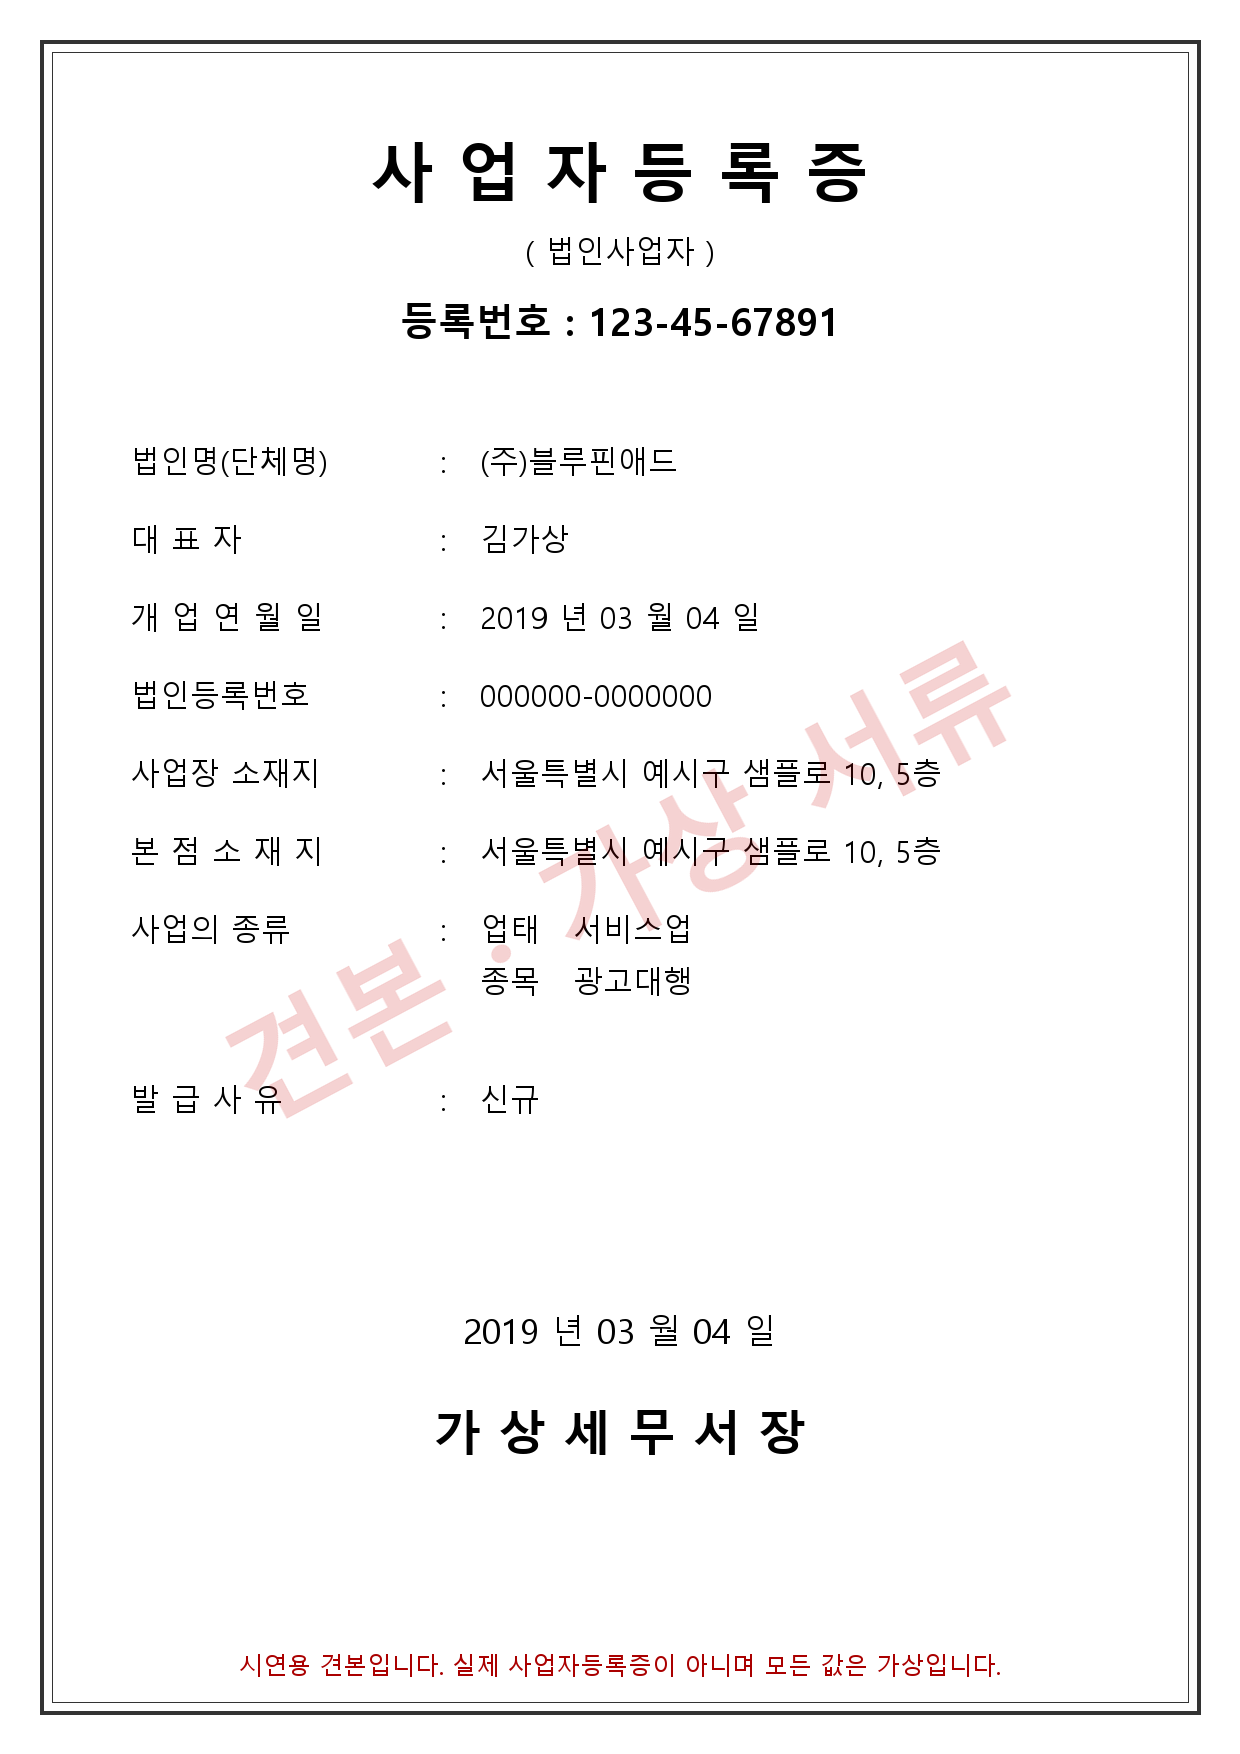 사업자등록증
( 법인사업자 )
등록번호 : 123-45-67891
법인명(단체명) : (주)블루핀애드
대 표 자 : 김가상
개 업 연 월 일 : 2019 년 03 월 04 일
법인등록번호 : 000000-0000000
사업장 소재지 : 서울특별시 예시구 샘플로 10, 5층
본 점 소 재 지 : 서울특별시 예시구 샘플로 10, 5층
사업의 종류 : 업태 서비스업
종목 광고대행
발 급 사 유 : 신규
견본 · 가상 서류
2019 년 03 월 04 일
가상세무서장
시연용 견본입니다. 실제 사업자등록증이 아니며 모든 값은 가상입니다.